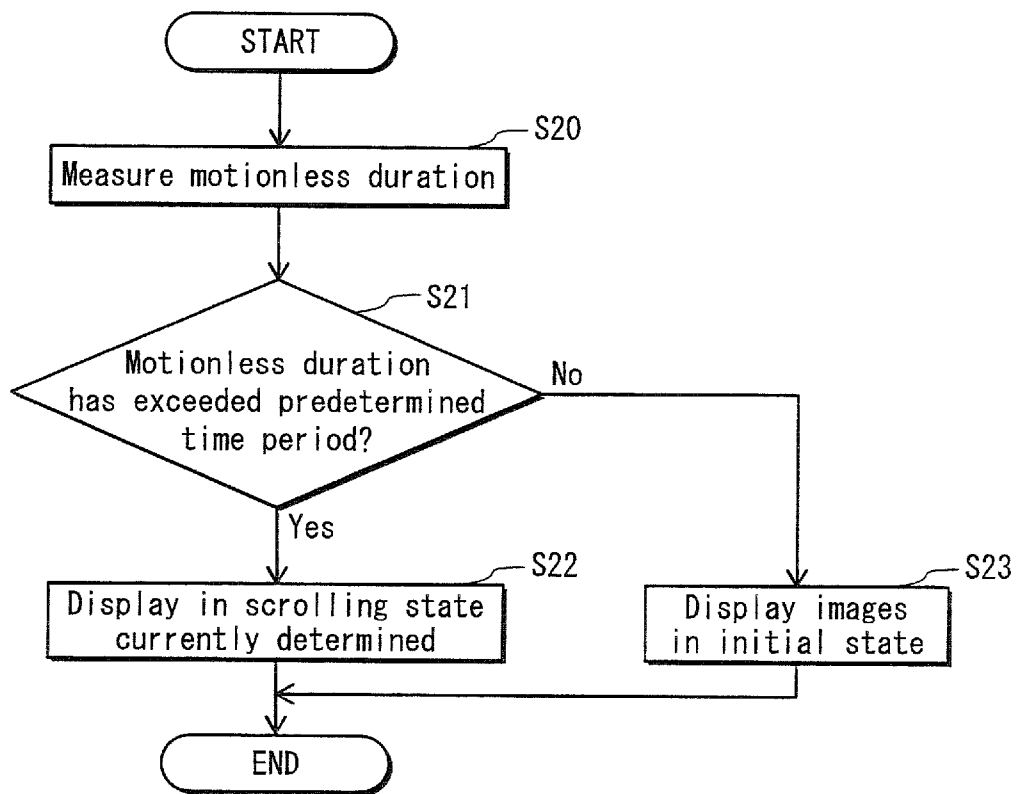 START
S20
Measure motionless duration
S21
Motionless duration
has exceeded predetermined
time period?
No
Yes
S22
Display in scrolling state
currently determined
S23
Display images
in initial state
END